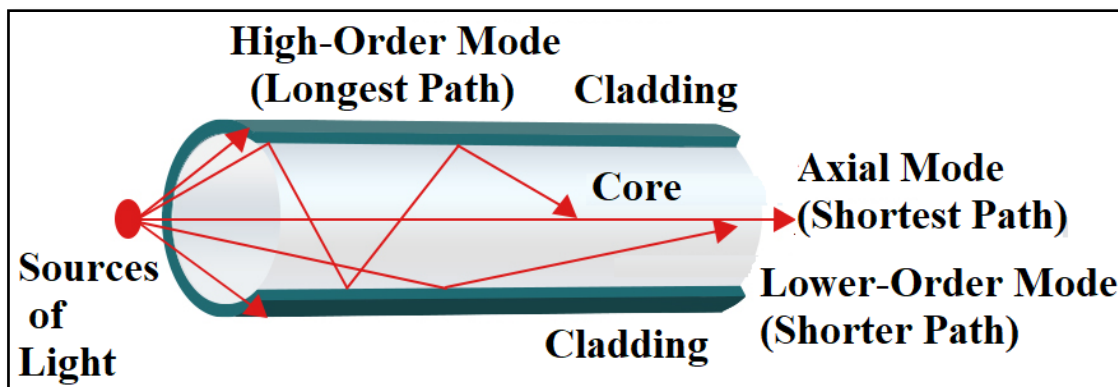 High-Order Mode
(Longest Path)
Cladding
Core
Axial Mode
(Shortest Path)
Sources
of
Light
Lower-Order Mode
(Shorter Path)
Cladding